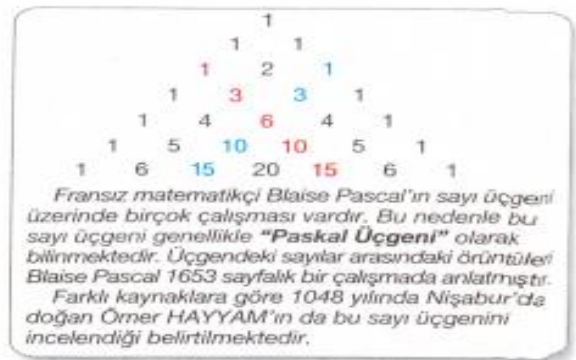 1
1 1
1 2 1
1 3 3 1
1 4 6 4 1
1 5 10 10 5 1
1 6 15 20 15 6 1
Fransız matematikçi Blaise Pascal'ın sayı üçgeni
üzerinde birçok çalışması vardır. Bu nedenle bu
sayı üçgeni genellikle "Paskal Üçgeni" olarak
bilinmektedir. Üçgendeki sayılar arasındaki örüntüleri
Blaise Pascal 1653 sayfalık bir çalışmada anlatmıştır.
Farklı kaynaklara göre 1048 yılında Nişabur'da
doğan Ömer HAYYAM'ın da bu sayı üçgenini
incelendiği belirtilmektedir.